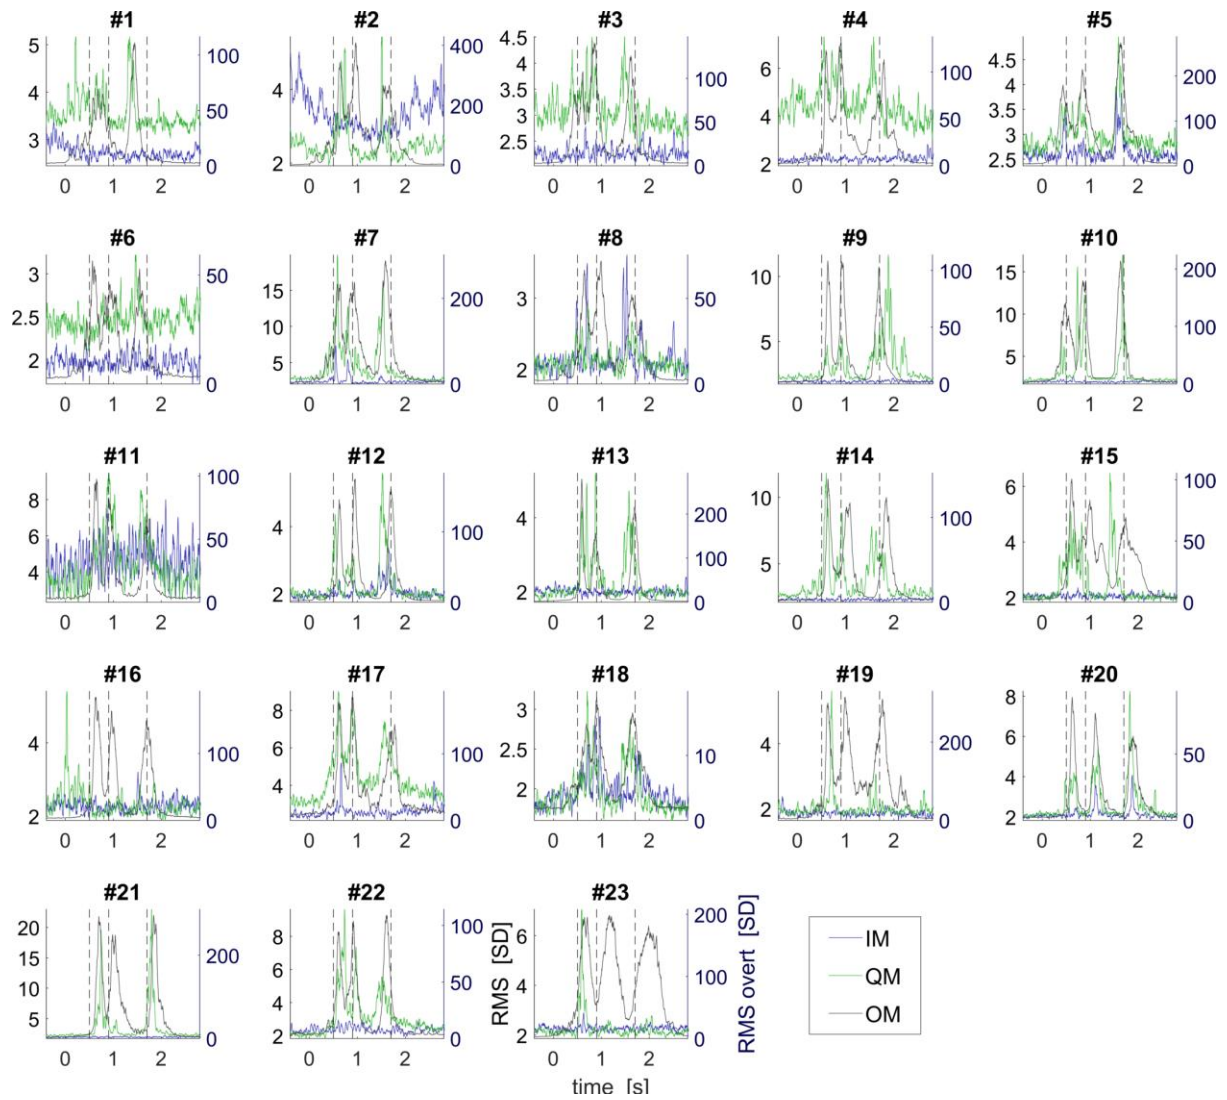 #1 #2 #3 #4 #5
5 4 3 100 50 0
4 2 400 200 0
4.5 4 3.5 3 2.5 100 50 0
6 4 2 100 50 0
4.5 4 3.5 3 2.5 200 100 0
0 1 2 0 1 2 0 1 2 0 1 2 0 1 2
#6 #7 #8 #9 #10
3 2.5 2 50 0
15 10 5 200 0
3 2 50 0
10 5 100 50 0
15 10 5 200 100 0
0 1 2 0 1 2 0 1 2 0 1 2 0 1 2
#11 #12 #13 #14 #15
8 6 4 100 50 0
4 2 100 0
4 2 200 100 0
10 5 100 0
6 4 2 100 50 0
0 1 2 0 1 2 0 1 2 0 1 2 0 1 2
#16 #17 #18 #19 #20
4 2 100 0
8 6 4 100 0
3 2.5 2 10 0
4 2 200 0
8 6 4 2 50 0
0 1 2 0 1 2 0 1 2 0 1 2 0 1 2
#21 #22 #23
20 15 10 5 200 0
8 6 4 2 100 50 0
RMS [SD]
6 4 2 200 100 0
RMS overt [SD]
IM
QM
OM
0 1 2 0 1 2 0 1 2
time [s]